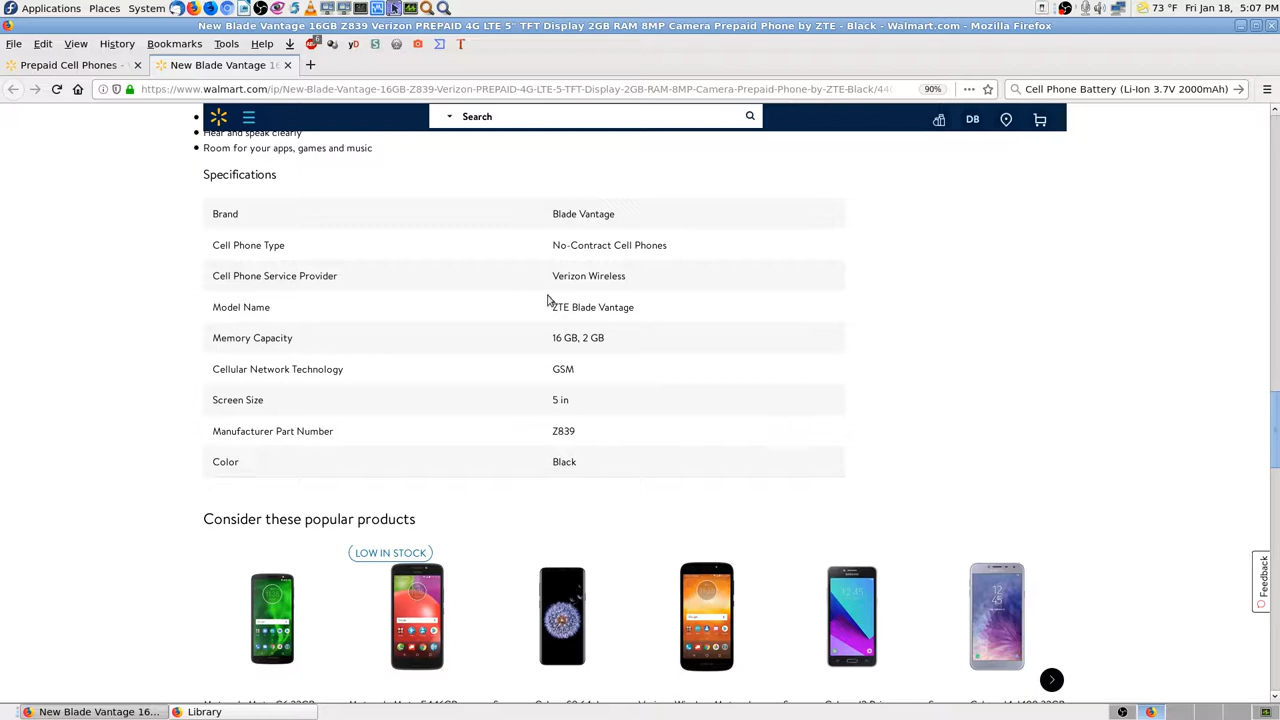 Applications Places System 73 °F Fri Jan 18, 5:07 PM
New Blade Vantage 16GB Z839 Verizon PREPAID 4G LTE 5" TFT Display 2GB RAM 8MP Camera Prepaid Phone by ZTE - Black - Walmart.com - Mozilla Firefox
File Edit View History Bookmarks Tools Help
Prepaid Cell Phones - New Blade Vantage 16
https://www.walmart.com/ip/New-Blade-Vantage-16GB-Z839-Verizon-PREPAID-4G-LTE-5-TFT-Display-2GB-RAM-8MP-Camera-Prepaid-Phone-by-ZTE-Black/44 90% Cell Phone Battery (Li-Ion 3.7V 2000mAh)
Search DB
Hear and speak clearly
Room for your apps, games and music
Specifications
Brand Blade Vantage
Cell Phone Type No-Contract Cell Phones
Cell Phone Service Provider Verizon Wireless
Model Name ZTE Blade Vantage
Memory Capacity 16 GB, 2 GB
Cellular Network Technology GSM
Screen Size 5 in
Manufacturer Part Number Z839
Color Black
Consider these popular products
LOW IN STOCK
Feedback
New Blade Vantage 16... Library